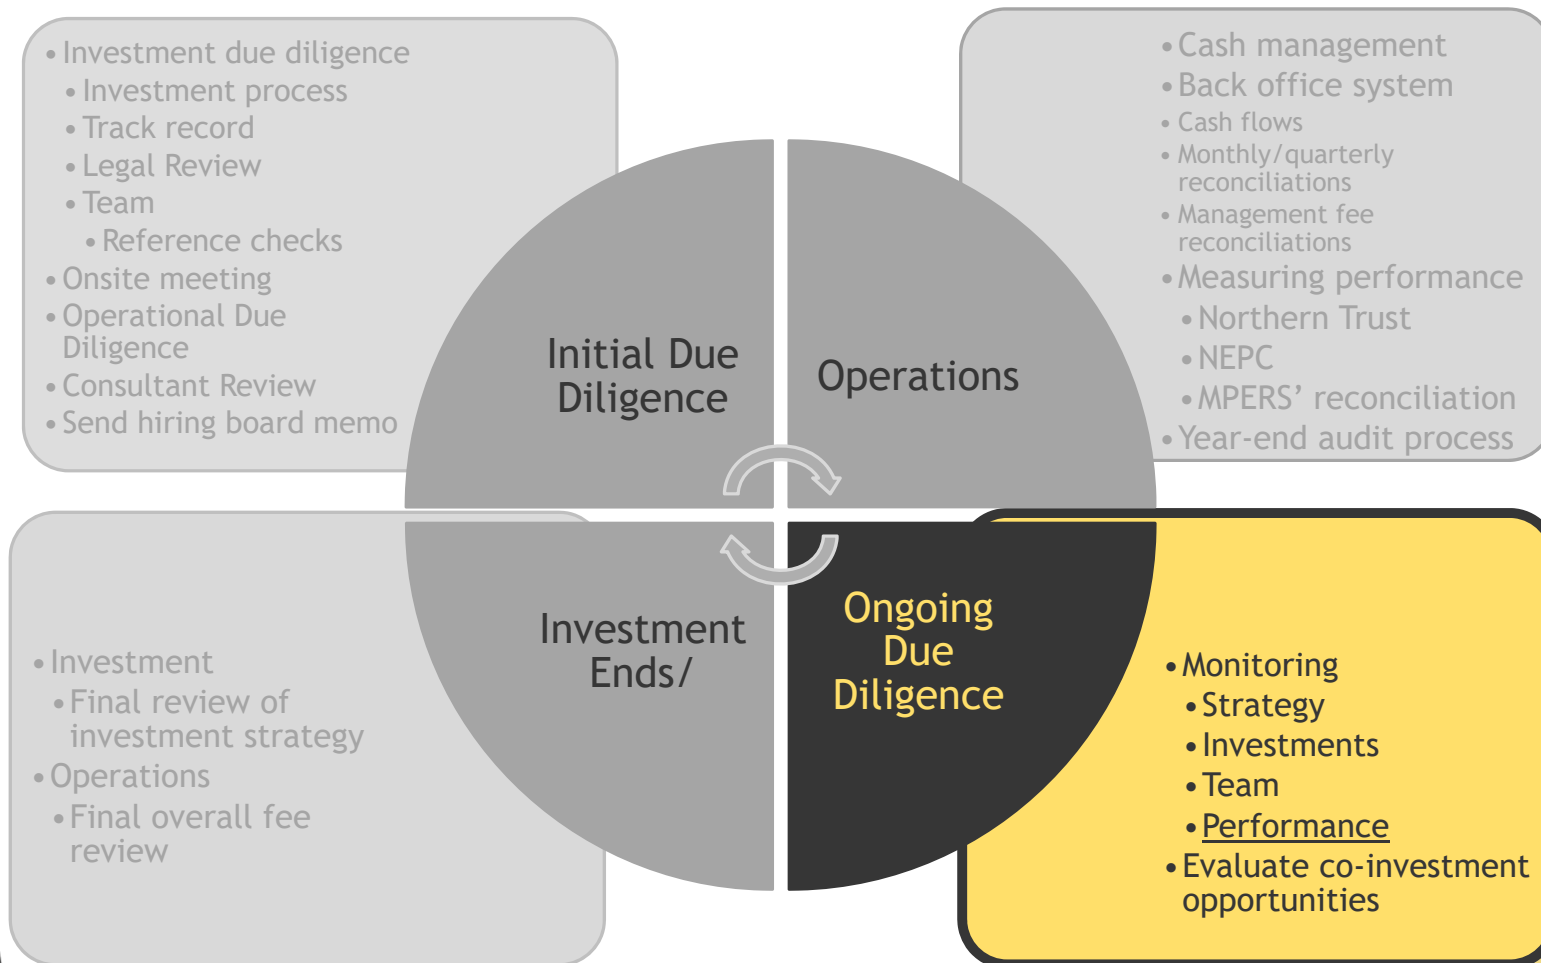 • Investment due diligence
• Investment process
• Track record
• Legal Review
• Team
• Reference checks
• Onsite meeting
• Operational Due
Diligence
• Consultant Review
• Send hiring board memo
• Cash management
• Back office system
• Cash flows
• Monthly/quarterly
reconciliations
• Management fee
reconciliations
• Measuring performance
• Northern Trust
• NEPC
• MPERS’ reconciliation
• Year-end audit process
Initial Due
Diligence
Operations
Investment
Ends/
Ongoing
Due
Diligence
• Investment
• Final review of
investment strategy
• Operations
• Final overall fee
review
• Monitoring
• Strategy
• Investments
• Team
• Performance
• Evaluate co-investment
opportunities